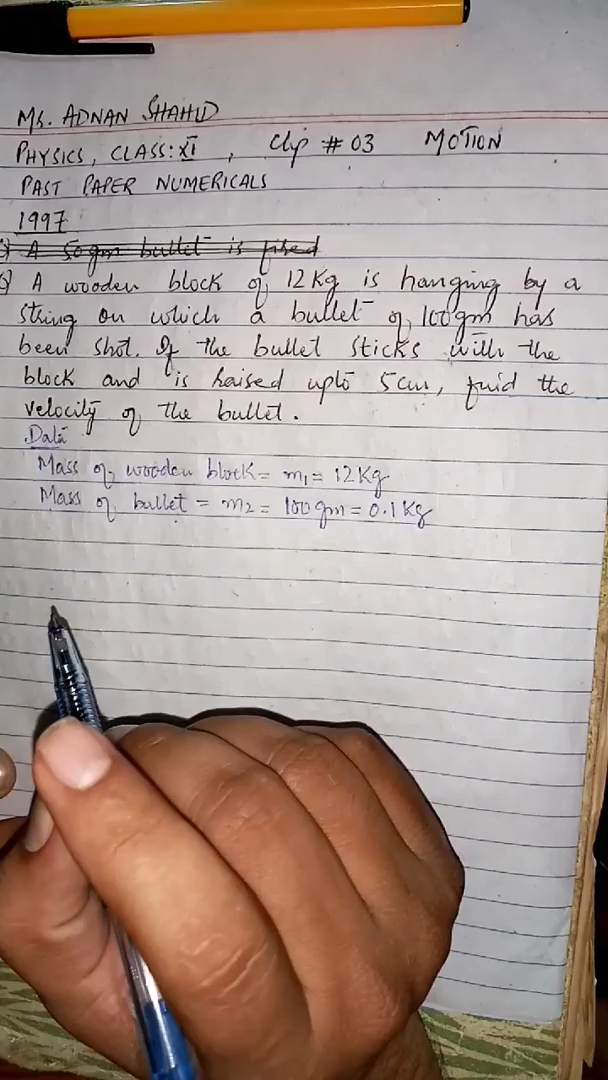 MR. ADNAN SHAHID
PHYSICS, CLASS: XI , Clip # 03 MOTION
PAST PAPER NUMERICALS
1997
Q) A 50gm bullet is fired
Q) A wooden block of 12 Kg is hanging by a
string on which a bullet of 100gm has
been shot. If the bullet sticks with the
block and is raised upto 5cm, find the
velocity of the bullet.
Data
Mass of wooden block = m₁ = 12 Kg
Mass of bullet = m₂ = 100 gm = 0.1 Kg